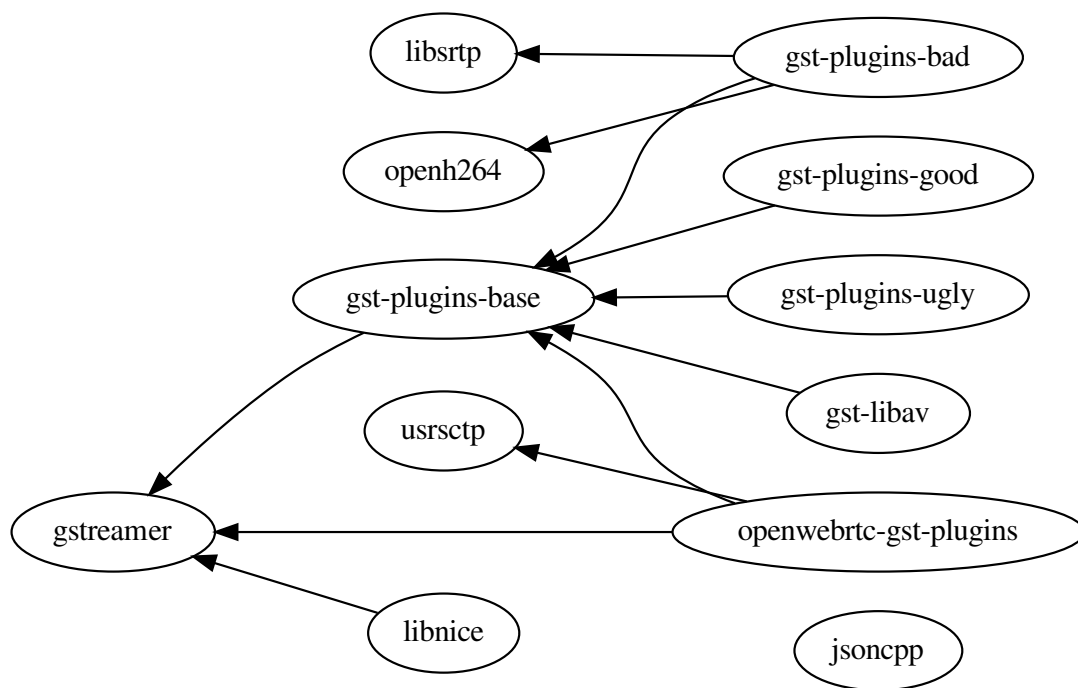 libsrtp
gst-plugins-bad
openh264
gst-plugins-good
gst-plugins-base
gst-plugins-ugly
usrsctp
gst-libav
gstreamer
openwebrtc-gst-plugins
libnice
jsoncpp